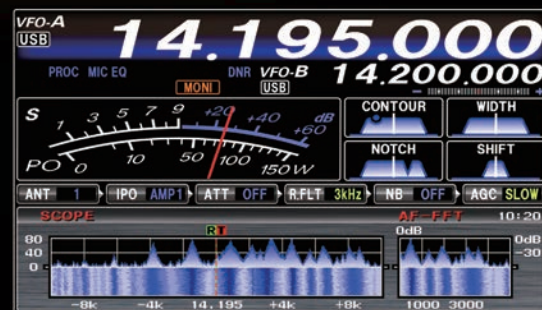 VFO-A 14.195.000
USB
PROC MIC EQ DNR VFO-B 14.200.000
MONI USB - +
S 1 3 5 7 9 +20 +40 +60 dB
PO 0 10 50 100 150 W
CONTOUR WIDTH
NOTCH SHIFT
ANT 1 IPO AMP1 ATT OFF R.FLT 3kHz NB OFF AGC SLOW
SCOPE AF-FFT 10:20
RT 0dB
80 0dB
40 -30
0
-8k -4k 14,195 +4k +8k 1000 3000